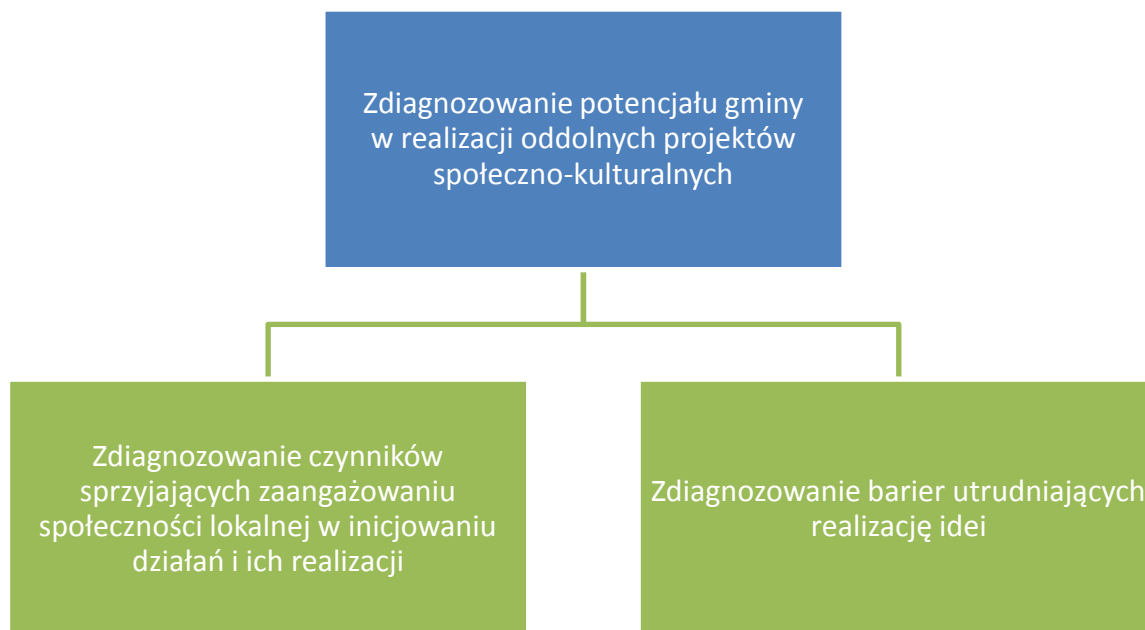 Zdiagnozowanie potencjału gminy
w realizacji oddolnych projektów
społeczno-kulturalnych
Zdiagnozowanie czynników
sprzyjających zaangażowaniu
społeczności lokalnej w inicjowaniu
działań i ich realizacji
Zdiagnozowanie barier utrudniających
realizację idei